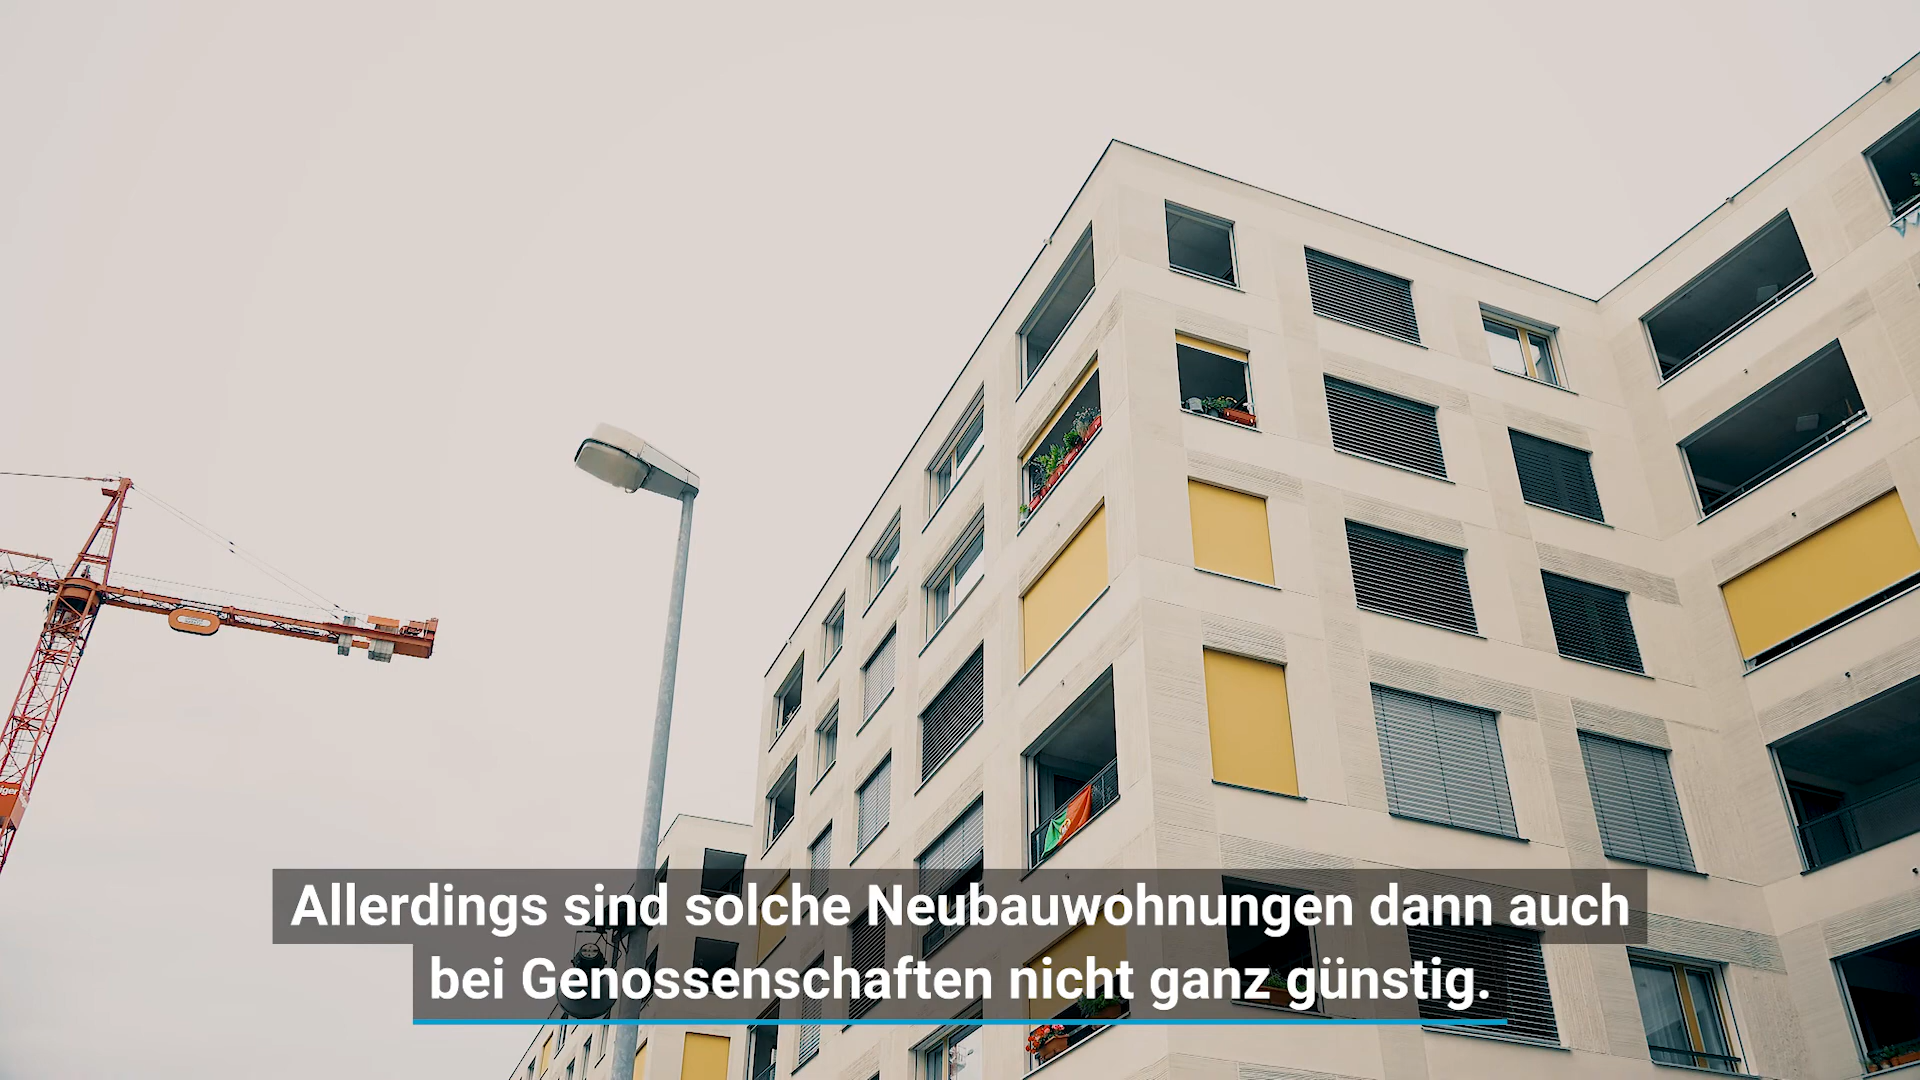 Allerdings sind solche Neubauwohnungen dann auch
bei Genossenschaften nicht ganz günstig.